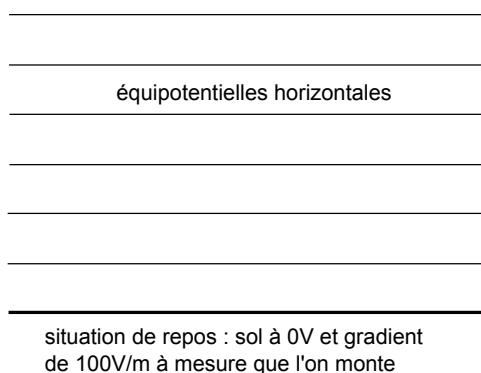 équipotentielles horizontales
situation de repos : sol à 0V et gradient
de 100V/m à mesure que l'on monte